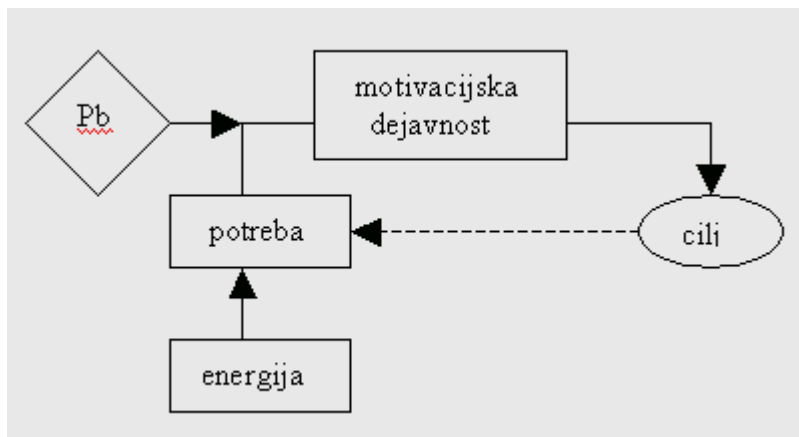 Pb
motivacijska
dejavnost
potreba
cilj
energija